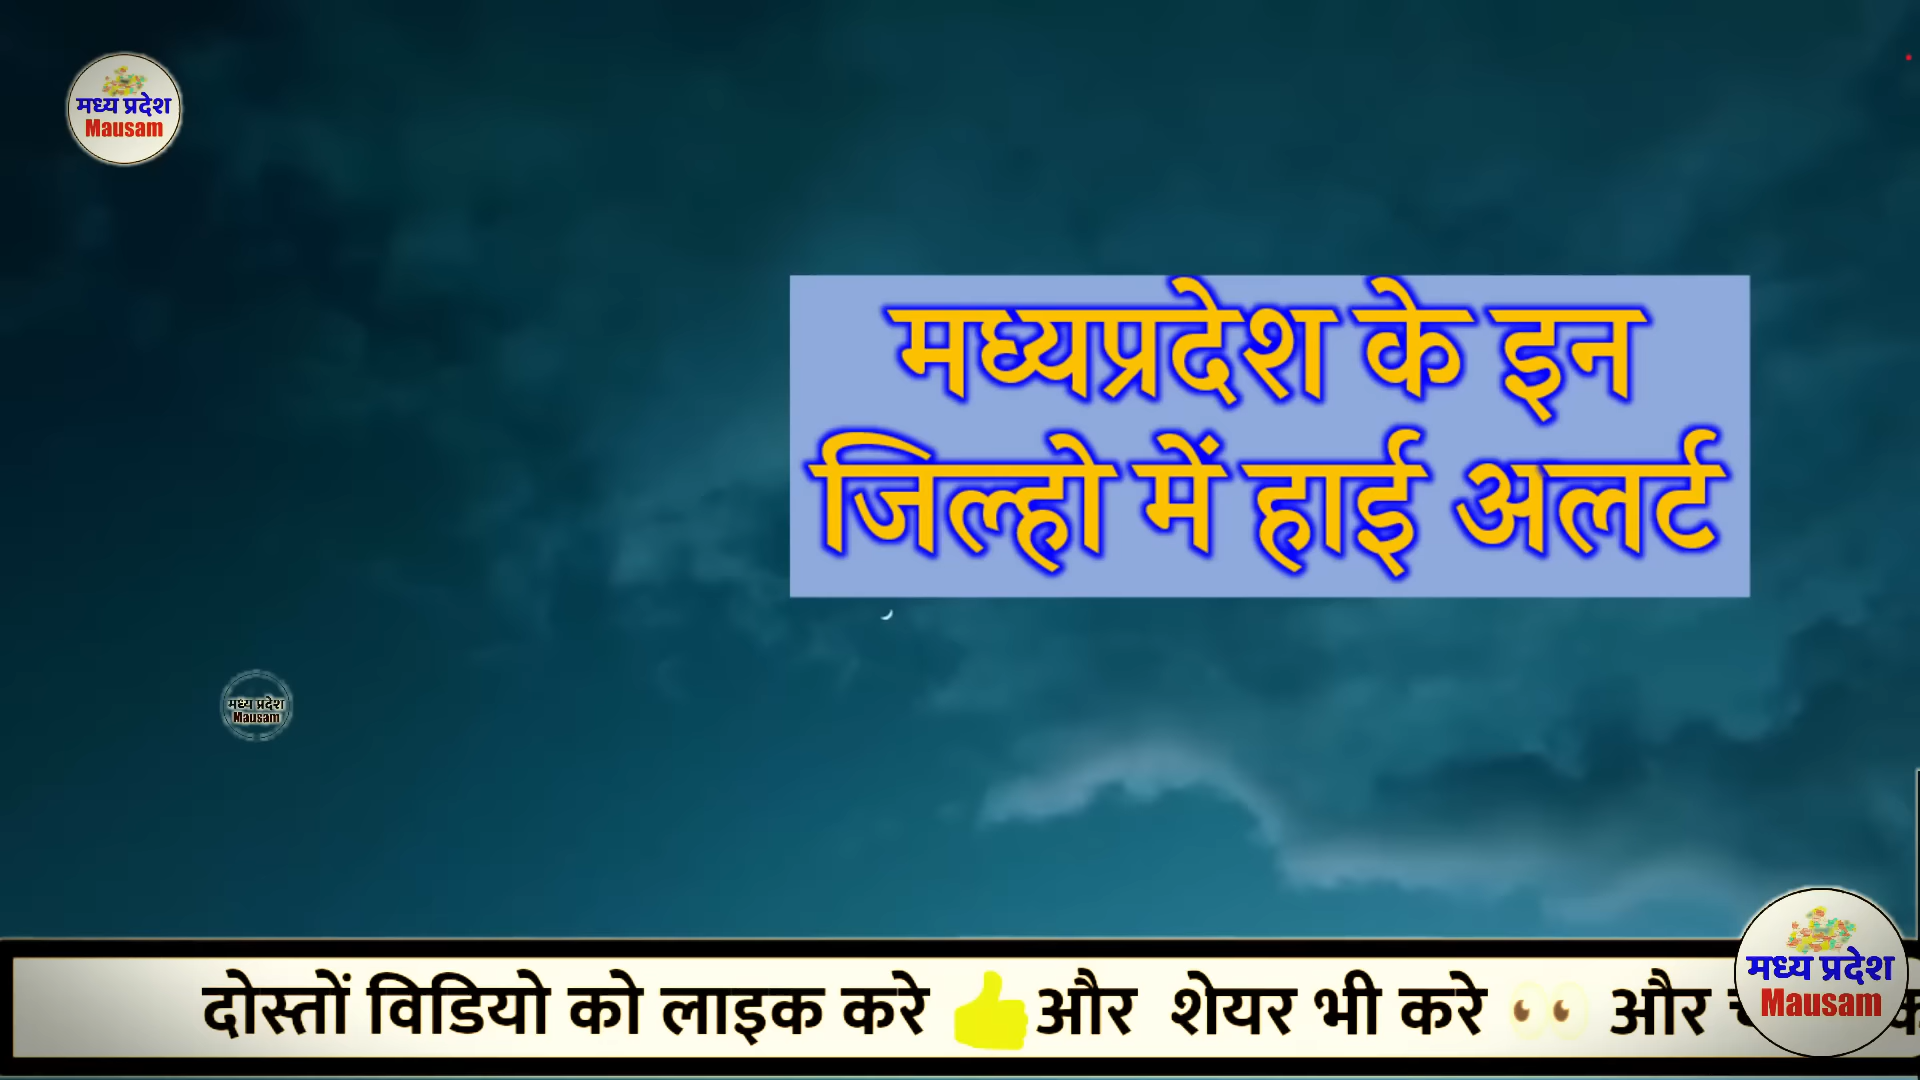 मध्य प्रदेश
Mausam
मध्यप्रदेश के इन
जिल्हो में हाई अलर्ट
मध्य प्रदेश
Mausam
दोस्तों विडियो को लाइक करे 👍और शेयर भी करे 👀 और
मध्य प्रदेश
Mausam